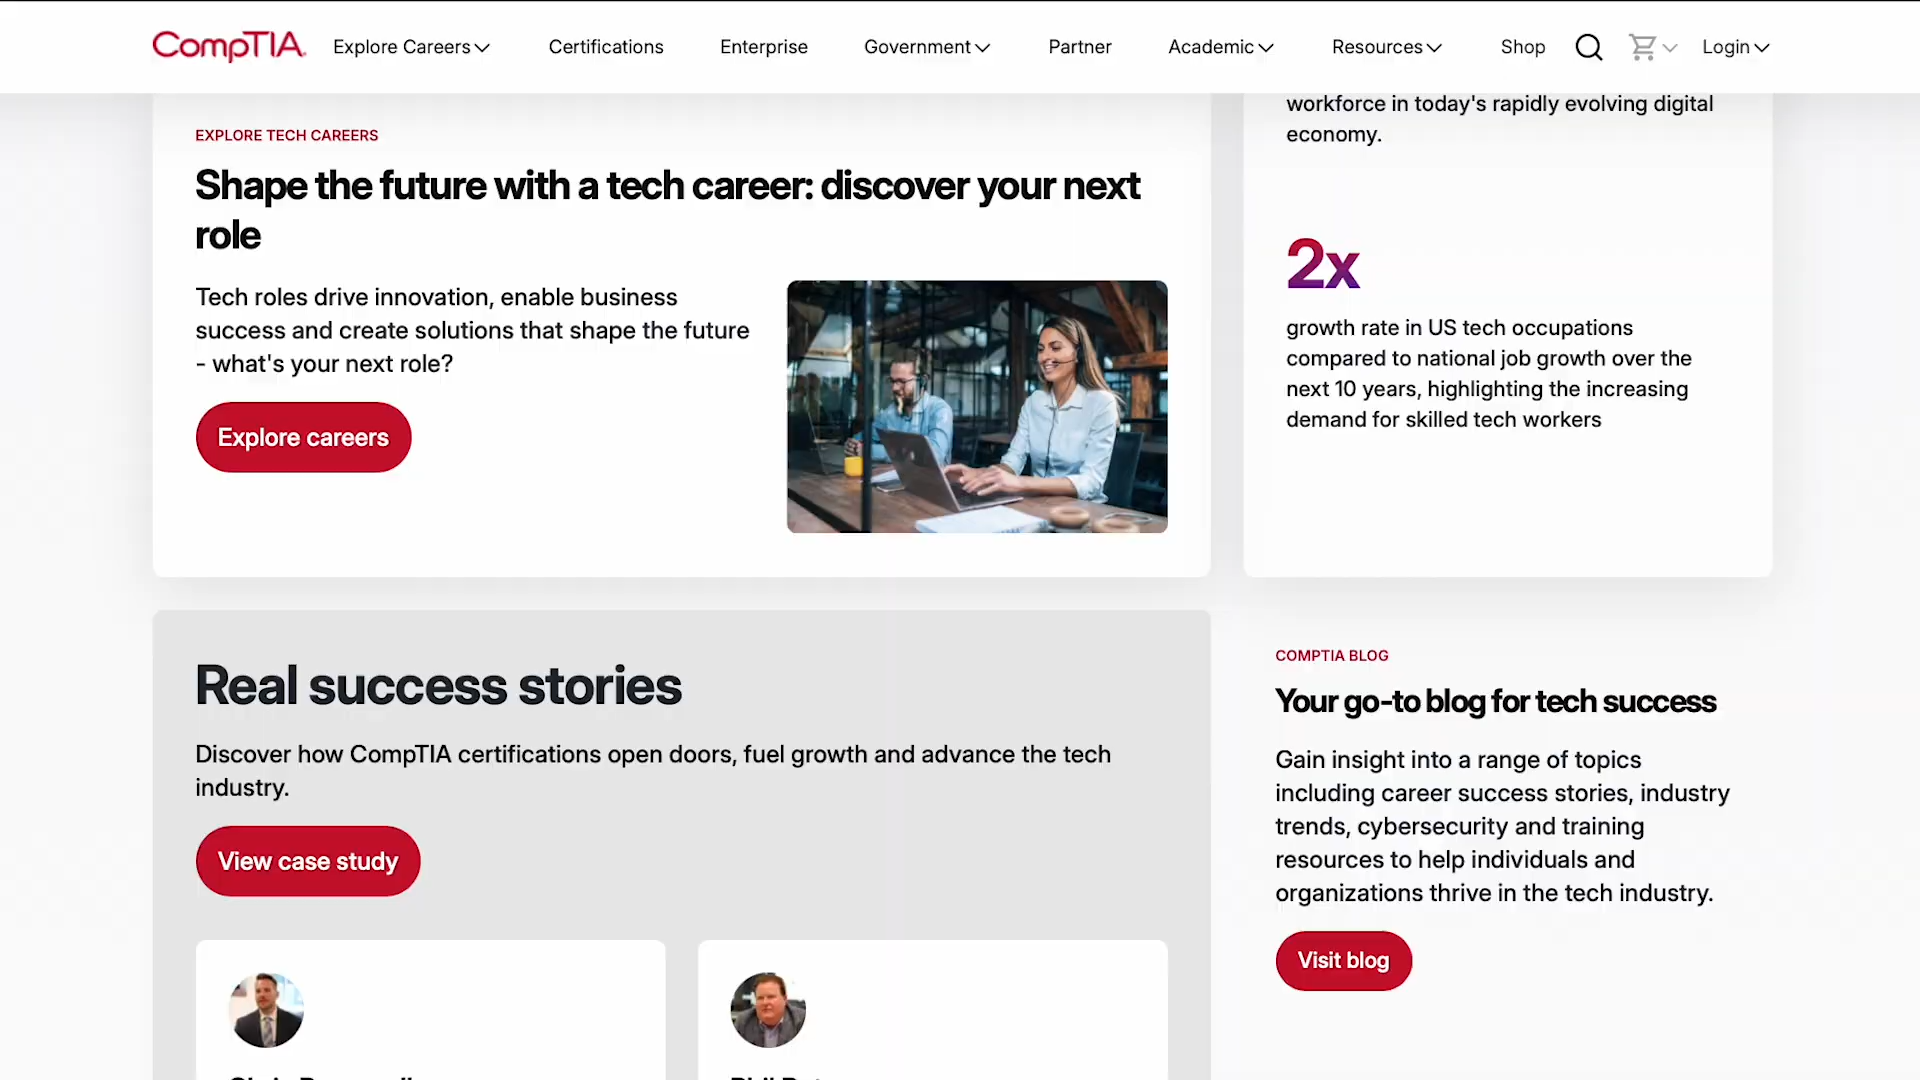 CompTIA.
Explore Careers
Certifications
Enterprise
Government
Partner
Academic
Resources
Shop
Login
EXPLORE TECH CAREERS
Shape the future with a tech career: discover your next
role
Tech roles drive innovation, enable business
success and create solutions that shape the future
- what's your next role?
Explore careers
workforce in today's rapidly evolving digital
economy.
2x
growth rate in US tech occupations
compared to national job growth over the
next 10 years, highlighting the increasing
demand for skilled tech workers
Real success stories
Discover how CompTIA certifications open doors, fuel growth and advance the tech
industry.
View case study
COMPTIA BLOG
Your go-to blog for tech success
Gain insight into a range of topics
including career success stories, industry
trends, cybersecurity and training
resources to help individuals and
organizations thrive in the tech industry.
Visit blog